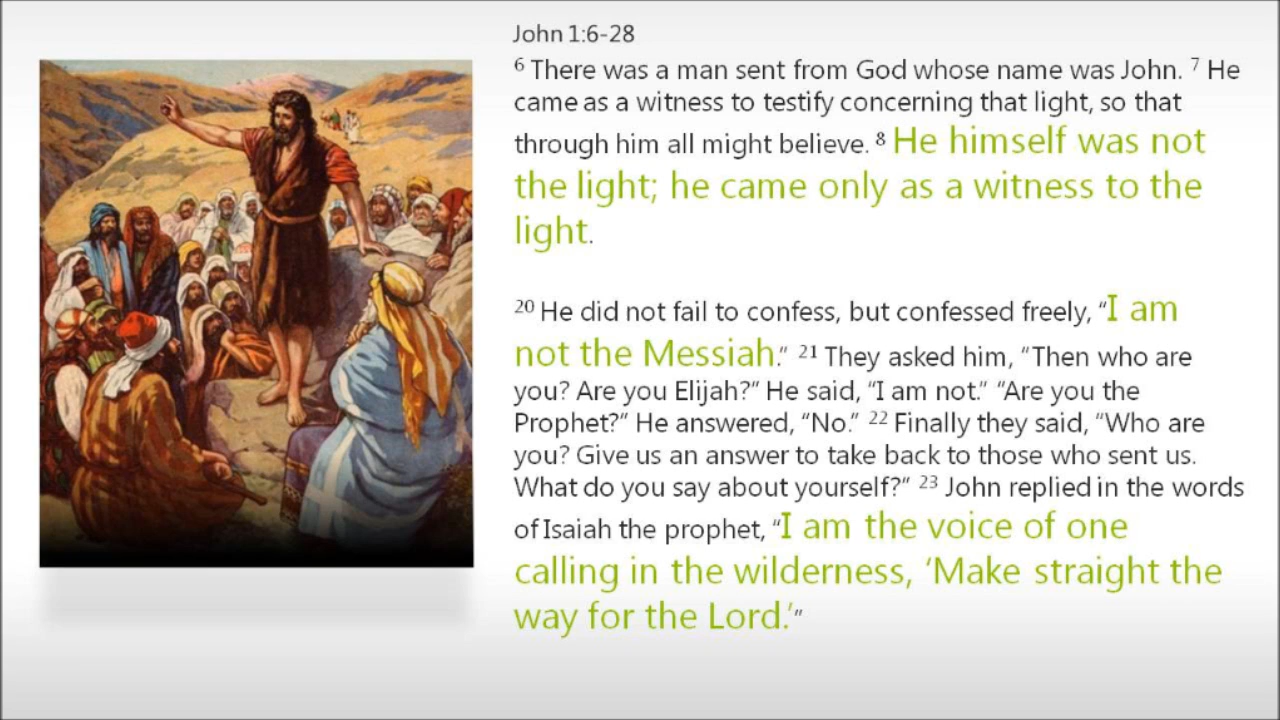 John 1:6-28
6 There was a man sent from God whose name was John. 7 He
came as a witness to testify concerning that light, so that
through him all might believe. 8 He himself was not
the light; he came only as a witness to the
light.
20 He did not fail to confess, but confessed freely, “I am
not the Messiah.” 21 They asked him, “Then who are
you? Are you Elijah?” He said, “I am not.” “Are you the
Prophet?” He answered, “No.” 22 Finally they said, “Who are
you? Give us an answer to take back to those who sent us.
What do you say about yourself?” 23 John replied in the words
of Isaiah the prophet, “I am the voice of one
calling in the wilderness, ‘Make straight the
way for the Lord.’”